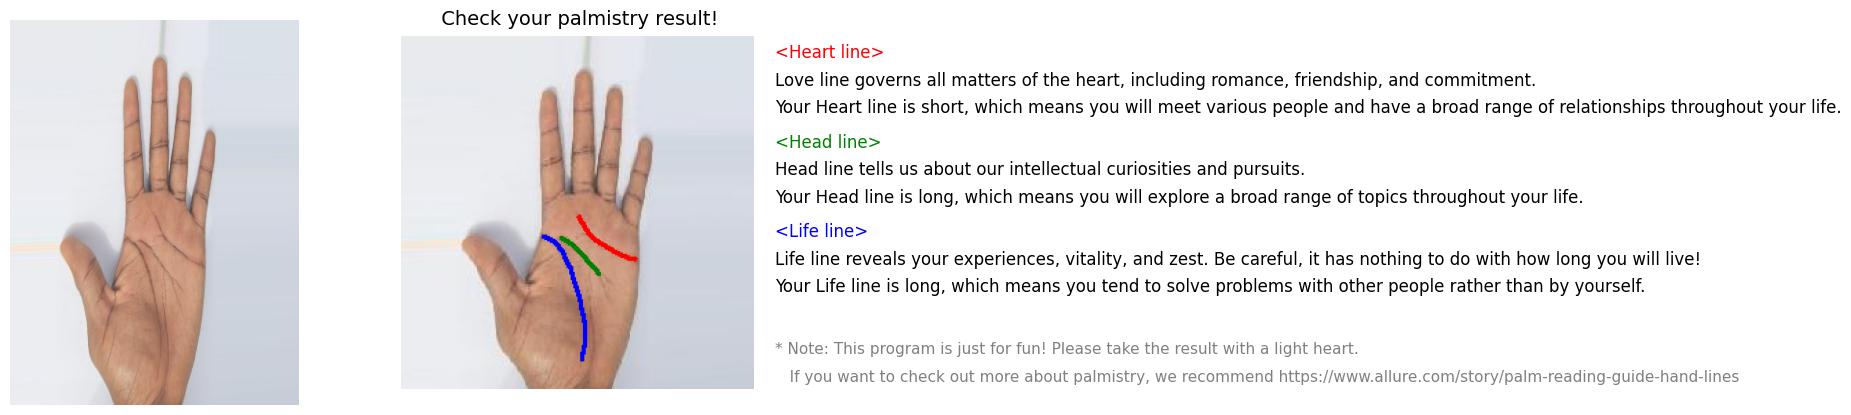 Check your palmistry result!
<Heart line>
Love line governs all matters of the heart, including romance, friendship, and commitment.
Your Heart line is short, which means you will meet various people and have a broad range of relationships throughout your life.
<Head line>
Head line tells us about our intellectual curiosities and pursuits.
Your Head line is long, which means you will explore a broad range of topics throughout your life.
<Life line>
Life line reveals your experiences, vitality, and zest. Be careful, it has nothing to do with how long you will live!
Your Life line is long, which means you tend to solve problems with other people rather than by yourself.
* Note: This program is just for fun! Please take the result with a light heart.
If you want to check out more about palmistry, we recommend https://www.allure.com/story/palm-reading-guide-hand-lines